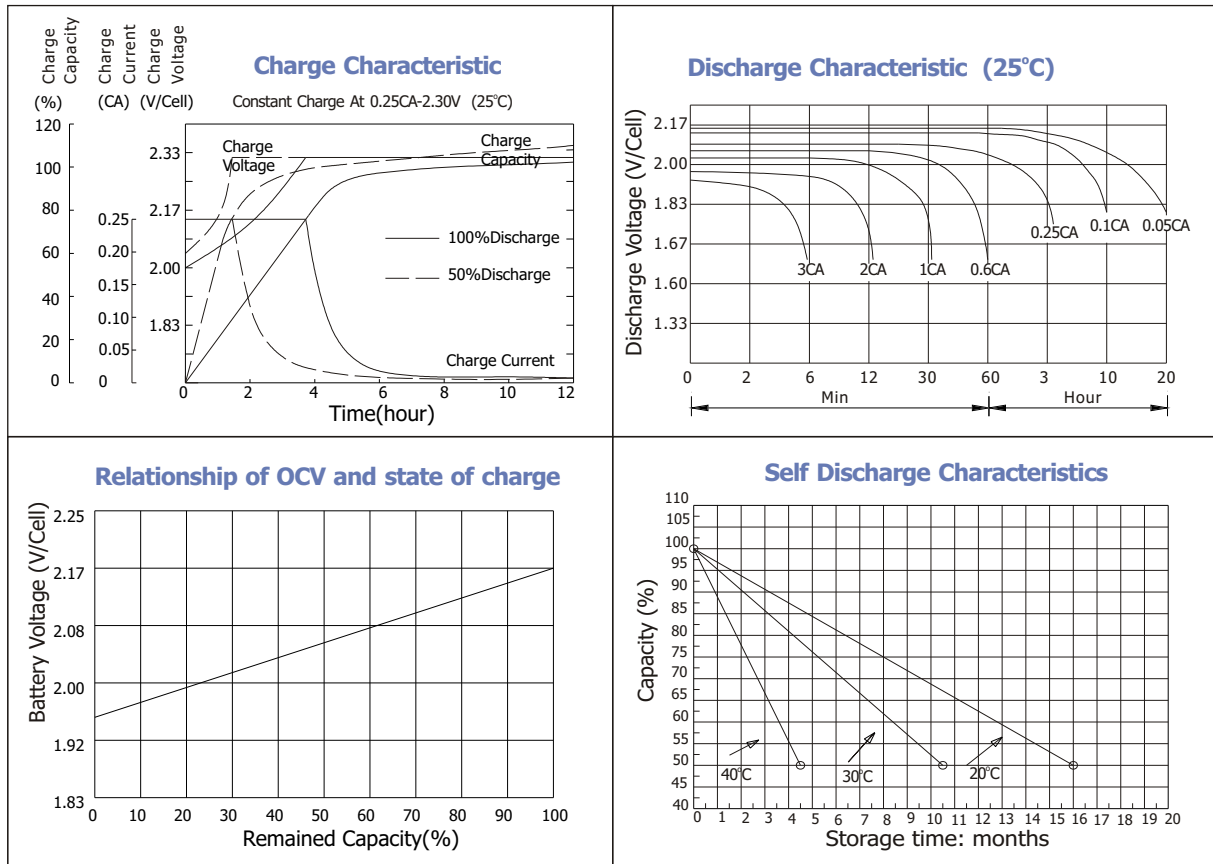 Charge Capacity
Charge Current
Charge Voltage
(%)
(CA) (V/Cell)
Charge Characteristic
Constant Charge At 0.25CA-2.30V (25°C)
120
100
80
60
40
20
0
0.25
0.20
0.15
0.10
0.05
0
2.33
2.17
2.00
1.83
Charge Voltage
Charge Capacity
100%Discharge
50%Discharge
Charge Current
0 2 4 6 8 10 12
Time(hour)
Discharge Characteristic (25°C)
Discharge Voltage (V/Cell)
2.17
2.00
1.83
1.67
1.60
1.33
3CA 2CA 1CA 0.6CA 0.25CA 0.1CA 0.05CA
0 2 6 12 30 60 3 10 20
Min Hour
Relationship of OCV and state of charge
Battery Voltage (V/Cell)
2.25
2.17
2.08
2.00
1.92
1.83
0 10 20 30 40 50 60 70 80 90 100
Remained Capacity(%)
Self Discharge Characteristics
Capacity (%)
110
105
100
95
90
85
80
75
70
65
60
55
50
45
40
40°C 30°C 20°C
0 1 2 3 4 5 6 7 8 9 10 11 12 13 14 15 16 17 18 19 20
Storage time: months